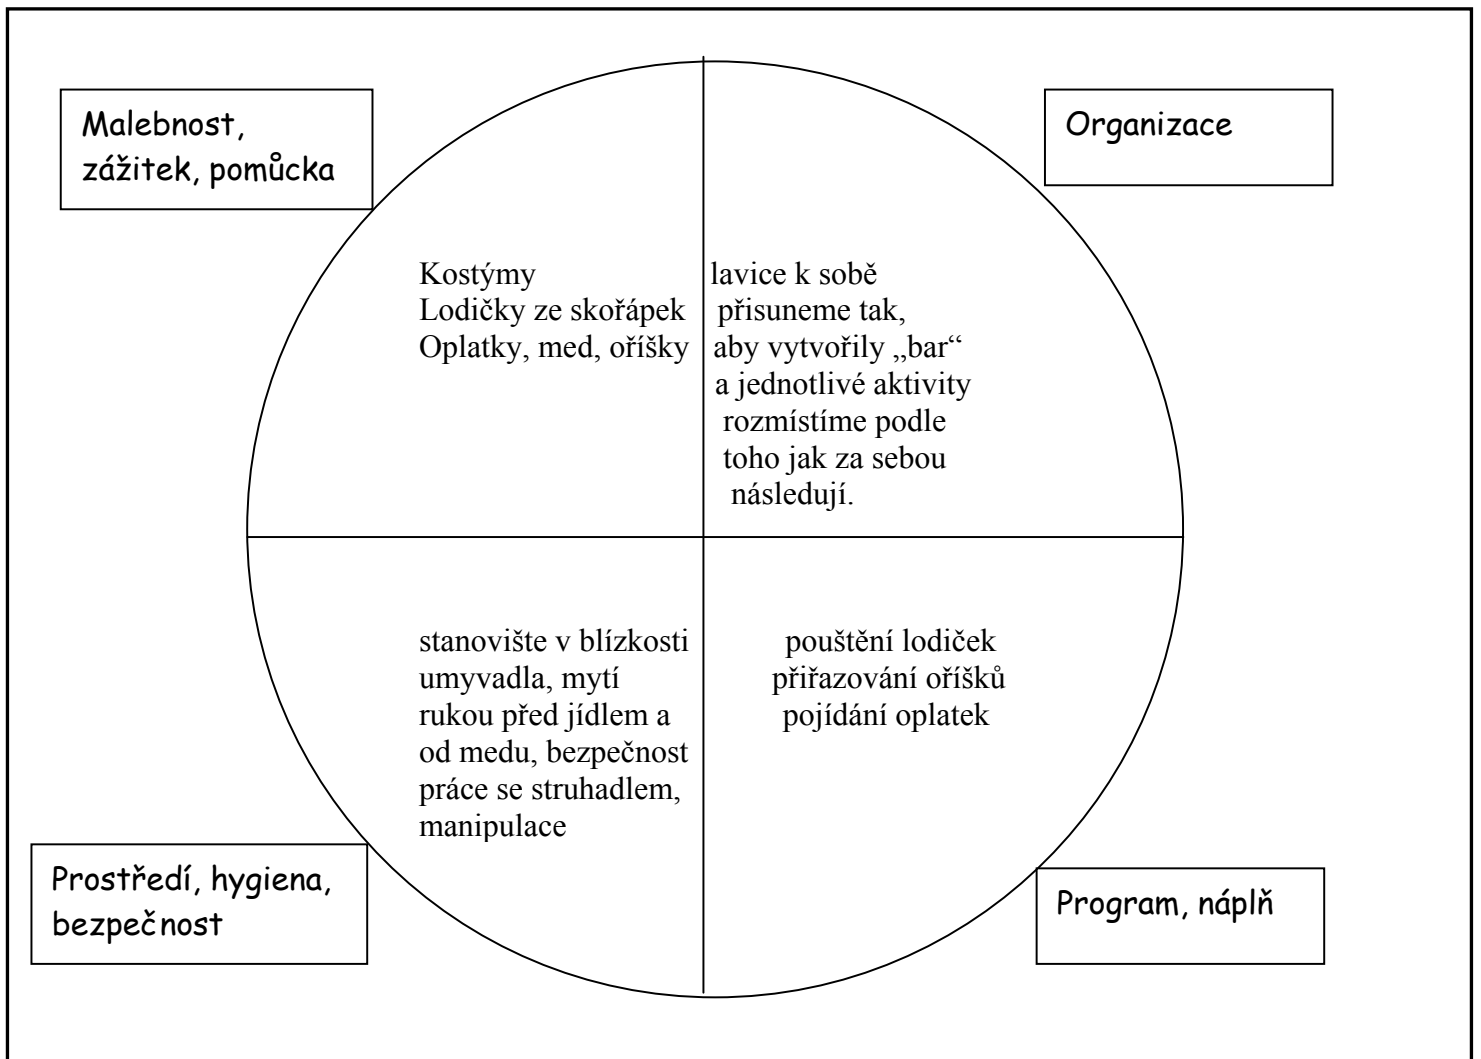 Malebnost,
zážitek, pomůcka
Organizace
Kostýmy
Lodičky ze skořápek
Oplatky, med, oříšky
lavice k sobě
přisuneme tak,
aby vytvořily „bar“
a jednotlivé aktivity
rozmístíme podle
toho jak za sebou
následují.
stanoviště v blízkosti
umyvadla, mytí
rukou před jídlem a
od medu, bezpečnost
práce se struhadlem,
manipulace
pouštění lodiček
přiřazování oříšků
pojídání oplatek
Prostředí, hygiena,
bezpečnost
Program, náplň